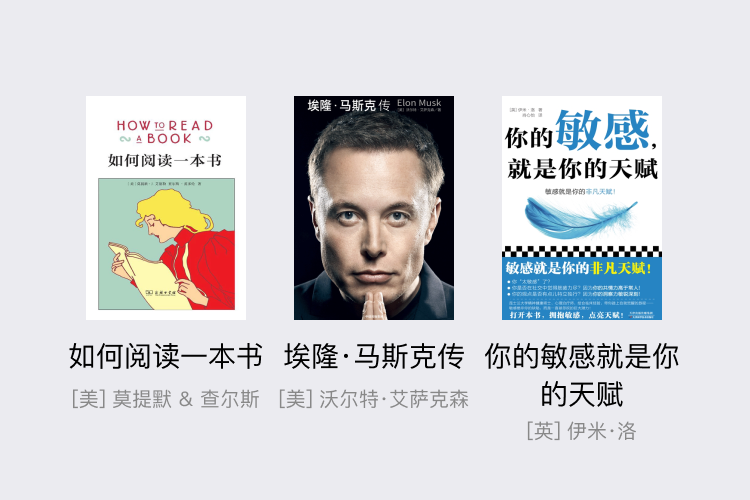 HOW TO READ
A BOOK
如何阅读一本书
埃隆·马斯克 传
Elon Musk
[英] 伊米·洛 著
你的敏感，
就是你的天赋
敏感就是你的非凡天赋！
敏感就是你的非凡天赋！
打开本书，拥抱敏感，点亮天赋！
如何阅读一本书
[美] 莫提默 & 查尔斯
埃隆·马斯克传
[美] 沃尔特·艾萨克森
你的敏感就是你
的天赋
[英] 伊米·洛